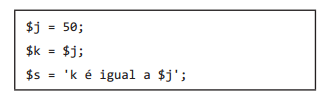 $j = 50;
$k = $j;
$s = 'k é igual a $j';